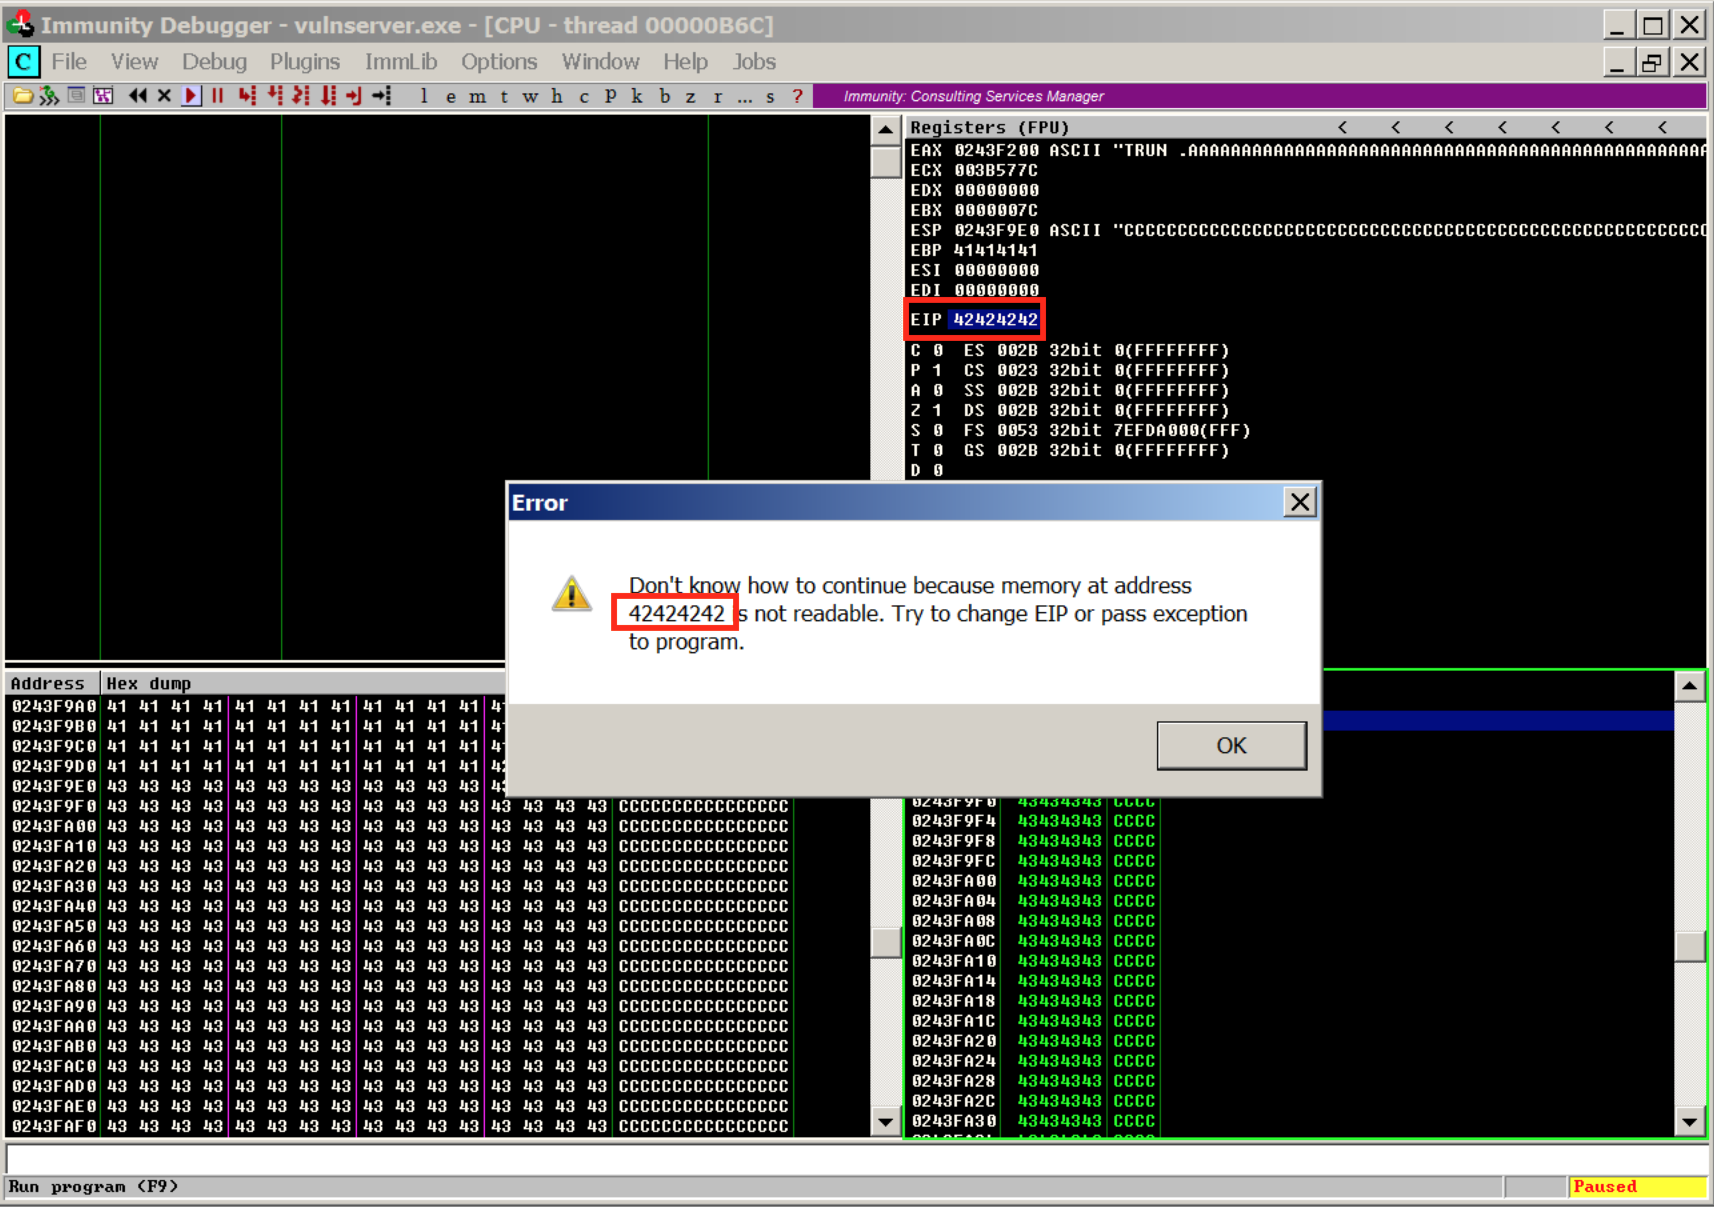 Immunity Debugger - vulnserver.exe - [CPU - thread 00000B6C]
C File View Debug Plugins ImmLib Options Window Help Jobs
l e m t w h c P k b z r ... s ?
Immunity: Consulting Services Manager
Registers (FPU) < < < < < < <
EAX 0243F200 ASCII "TRUN .AAAAAAAAAAAAAAAAAAAAAAAAAAAAAAAAAAAAAAAAAAAAAAAAA
ECX 003B577C
EDX 00000000
EBX 0000007C
ESP 0243F9E0 ASCII "CCCCCCCCCCCCCCCCCCCCCCCCCCCCCCCCCCCCCCCCCCCCCCCCCCCCCCC
EBP 41414141
ESI 00000000
EDI 00000000
EIP 42424242
C 0 ES 002B 32bit 0(FFFFFFFF)
P 1 CS 0023 32bit 0(FFFFFFFF)
A 0 SS 002B 32bit 0(FFFFFFFF)
Z 1 DS 002B 32bit 0(FFFFFFFF)
S 0 FS 0053 32bit 7EFDA000(FFF)
T 0 GS 002B 32bit 0(FFFFFFFF)
D 0
Error
Don't know how to continue because memory at address
42424242 is not readable. Try to change EIP or pass exception
to program.
OK
Address Hex dump
0243F9A0 41 41 41 41 41 41 41 41 41 41 41 41
0243F9B0 41 41 41 41 41 41 41 41 41 41 41 41
0243F9C0 41 41 41 41 41 41 41 41 41 41 41 41
0243F9D0 41 41 41 41 41 41 41 41 41 41 41 41
0243F9E0 43 43 43 43 43 43 43 43 43 43 43 43
0243F9F0 43 43 43 43 43 43 43 43 43 43 43 43 43 43 43 43 CCCCCCCCCCCCCCCC
0243FA00 43 43 43 43 43 43 43 43 43 43 43 43 43 43 43 43 CCCCCCCCCCCCCCCC
0243FA10 43 43 43 43 43 43 43 43 43 43 43 43 43 43 43 43 CCCCCCCCCCCCCCCC
0243FA20 43 43 43 43 43 43 43 43 43 43 43 43 43 43 43 43 CCCCCCCCCCCCCCCC
0243FA30 43 43 43 43 43 43 43 43 43 43 43 43 43 43 43 43 CCCCCCCCCCCCCCCC
0243FA40 43 43 43 43 43 43 43 43 43 43 43 43 43 43 43 43 CCCCCCCCCCCCCCCC
0243FA50 43 43 43 43 43 43 43 43 43 43 43 43 43 43 43 43 CCCCCCCCCCCCCCCC
0243FA60 43 43 43 43 43 43 43 43 43 43 43 43 43 43 43 43 CCCCCCCCCCCCCCCC
0243FA70 43 43 43 43 43 43 43 43 43 43 43 43 43 43 43 43 CCCCCCCCCCCCCCCC
0243FA80 43 43 43 43 43 43 43 43 43 43 43 43 43 43 43 43 CCCCCCCCCCCCCCCC
0243FA90 43 43 43 43 43 43 43 43 43 43 43 43 43 43 43 43 CCCCCCCCCCCCCCCC
0243FAA0 43 43 43 43 43 43 43 43 43 43 43 43 43 43 43 43 CCCCCCCCCCCCCCCC
0243FAB0 43 43 43 43 43 43 43 43 43 43 43 43 43 43 43 43 CCCCCCCCCCCCCCCC
0243FAC0 43 43 43 43 43 43 43 43 43 43 43 43 43 43 43 43 CCCCCCCCCCCCCCCC
0243FAD0 43 43 43 43 43 43 43 43 43 43 43 43 43 43 43 43 CCCCCCCCCCCCCCCC
0243FAE0 43 43 43 43 43 43 43 43 43 43 43 43 43 43 43 43 CCCCCCCCCCCCCCCC
0243FAF0 43 43 43 43 43 43 43 43 43 43 43 43 43 43 43 43 CCCCCCCCCCCCCCCC
0243F9F0 43434343 CCCC
0243F9F4 43434343 CCCC
0243F9F8 43434343 CCCC
0243F9FC 43434343 CCCC
0243FA00 43434343 CCCC
0243FA04 43434343 CCCC
0243FA08 43434343 CCCC
0243FA0C 43434343 CCCC
0243FA10 43434343 CCCC
0243FA14 43434343 CCCC
0243FA18 43434343 CCCC
0243FA1C 43434343 CCCC
0243FA20 43434343 CCCC
0243FA24 43434343 CCCC
0243FA28 43434343 CCCC
0243FA2C 43434343 CCCC
0243FA30 43434343 CCCC
Run program (F9)
Paused